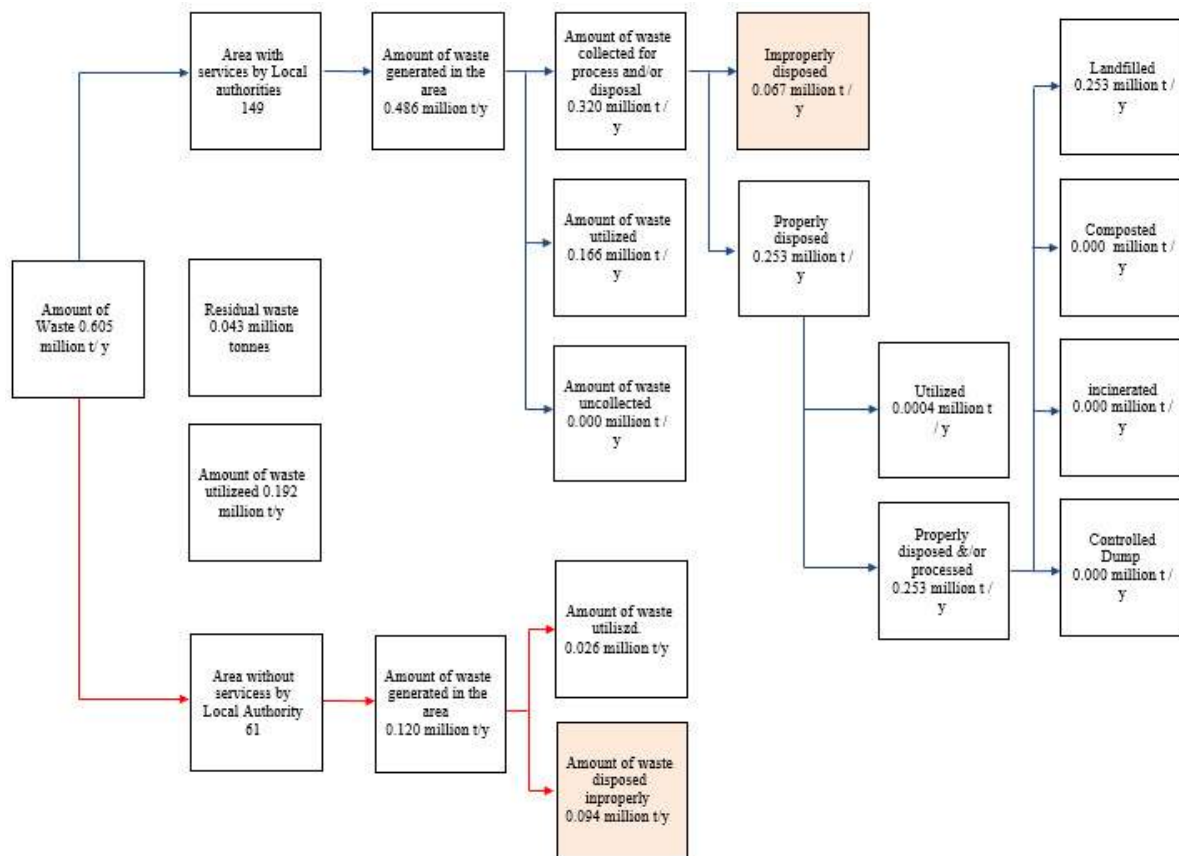 Area with
services by Local
authorities
149
Amount of waste
generated in the
area
0.486 million t/y
Amount of waste
collected for
process and/or
disposal
0.320 million t /
y
Improperly
disposed
0.067 million t /
y
Landfilled
0.253 million t /
y
Amount of waste
utilized
0.166 million t /
y
Properly
disposed
0.253 million t /
y
Composted
0.000 million t /
y
Amount of
Waste 0.605
million t/ y
Residual waste
0.043 million
tonnes
Amount of waste
uncollected
0.000 million t /
y
Utilized
0.0004 million t
/ y
incinerated
0.000 million t /
y
Amount of waste
utilizeed 0.192
million t/y
Properly
disposed &/or
processed
0.253 million t /
y
Controlled
Dump
0.000 million t /
y
Area without
servicess by
Local Authority
61
Amount of waste
generated in the
area
0.120 million t/y
Amount of waste
utiliszd.
0.026 million t/y
Amount of waste
disposed
inproperly
0.094 million t/y